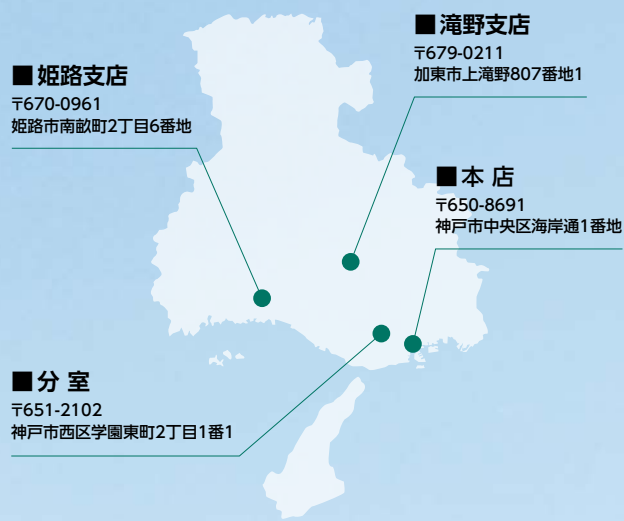 ■滝野支店
〒679-0211
加東市上滝野807番地1
■姫路支店
〒670-0961
姫路市南畝町2丁目6番地
■本 店
〒650-8691
神戸市中央区海岸通1番地
■分 室
〒651-2102
神戸市西区学園東町2丁目1番1